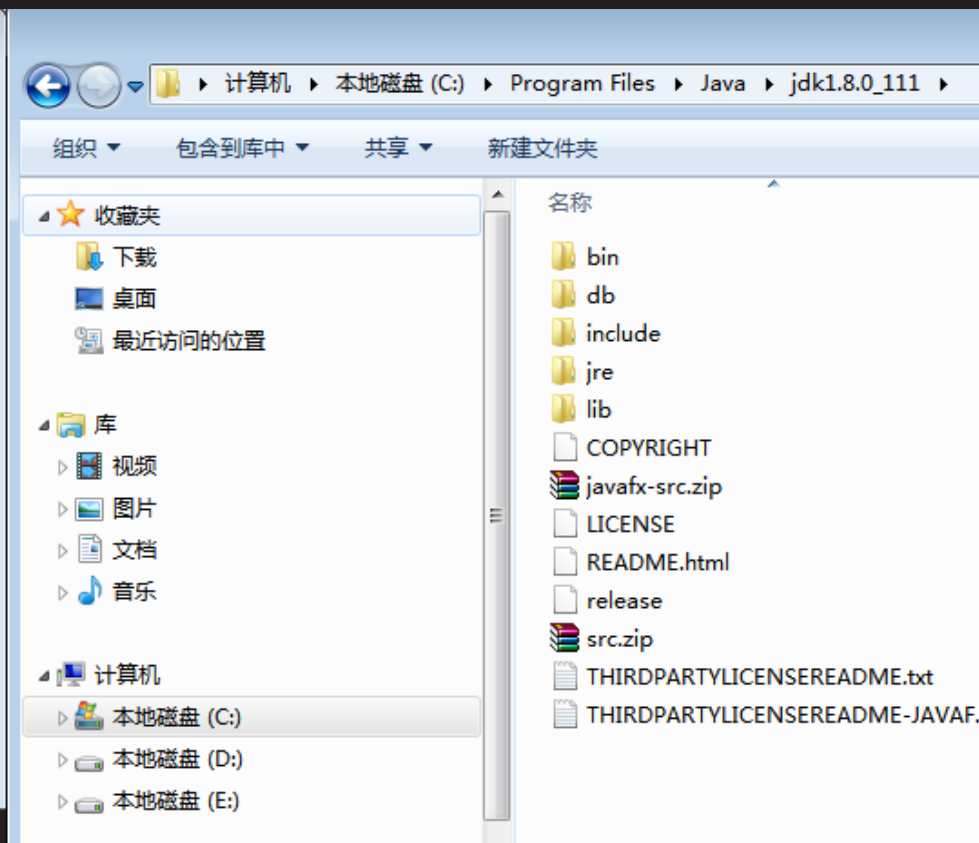 计算机 本地磁盘 (C:) Program Files Java jdk1.8.0_111
组织 包含到库中 共享 新建文件夹
收藏夹
下载
桌面
最近访问的位置
库
视频
图片
文档
音乐
计算机
本地磁盘 (C:)
本地磁盘 (D:)
本地磁盘 (E:)
名称
bin
db
include
jre
lib
COPYRIGHT
javafx-src.zip
LICENSE
README.html
release
src.zip
THIRDPARTYLICENSEREADME.txt
THIRDPARTYLICENSEREADME-JAVAF.